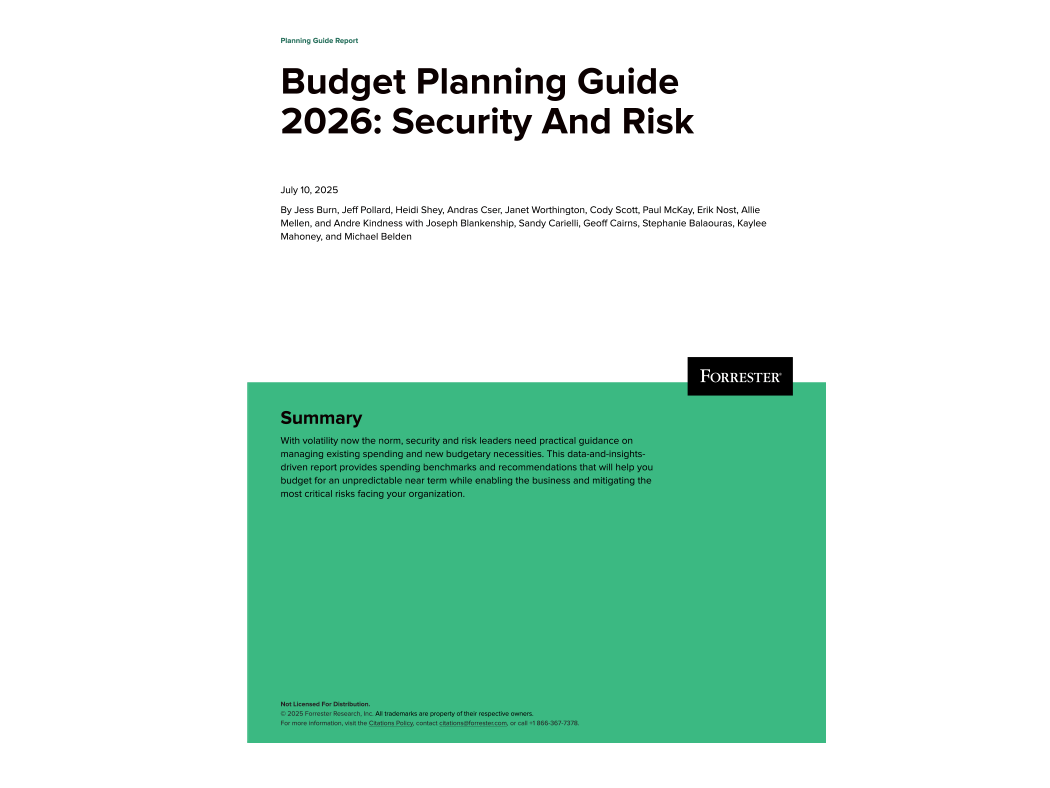 Planning Guide Report
Budget Planning Guide
2026: Security And Risk
July 10, 2025
By Jess Burn, Jeff Pollard, Heidi Shey, Andras Cser, Janet Worthington, Cody Scott, Paul McKay, Erik Nost, Allie
Mellen, and Andre Kindness with Joseph Blankenship, Sandy Carielli, Geoff Cairns, Stephanie Balaouras, Kaylee
Mahoney, and Michael Belden
FORRESTER®
Summary
With volatility now the norm, security and risk leaders need practical guidance on
managing existing spending and new budgetary necessities. This data-and-insights-
driven report provides spending benchmarks and recommendations that will help you
budget for an unpredictable near term while enabling the business and mitigating the
most critical risks facing your organization.
Not Licensed For Distribution.
© 2025 Forrester Research, Inc. All trademarks are property of their respective owners.
For more information, visit the Citations Policy, contact citations@forrester.com, or call +1 866-367-7378.